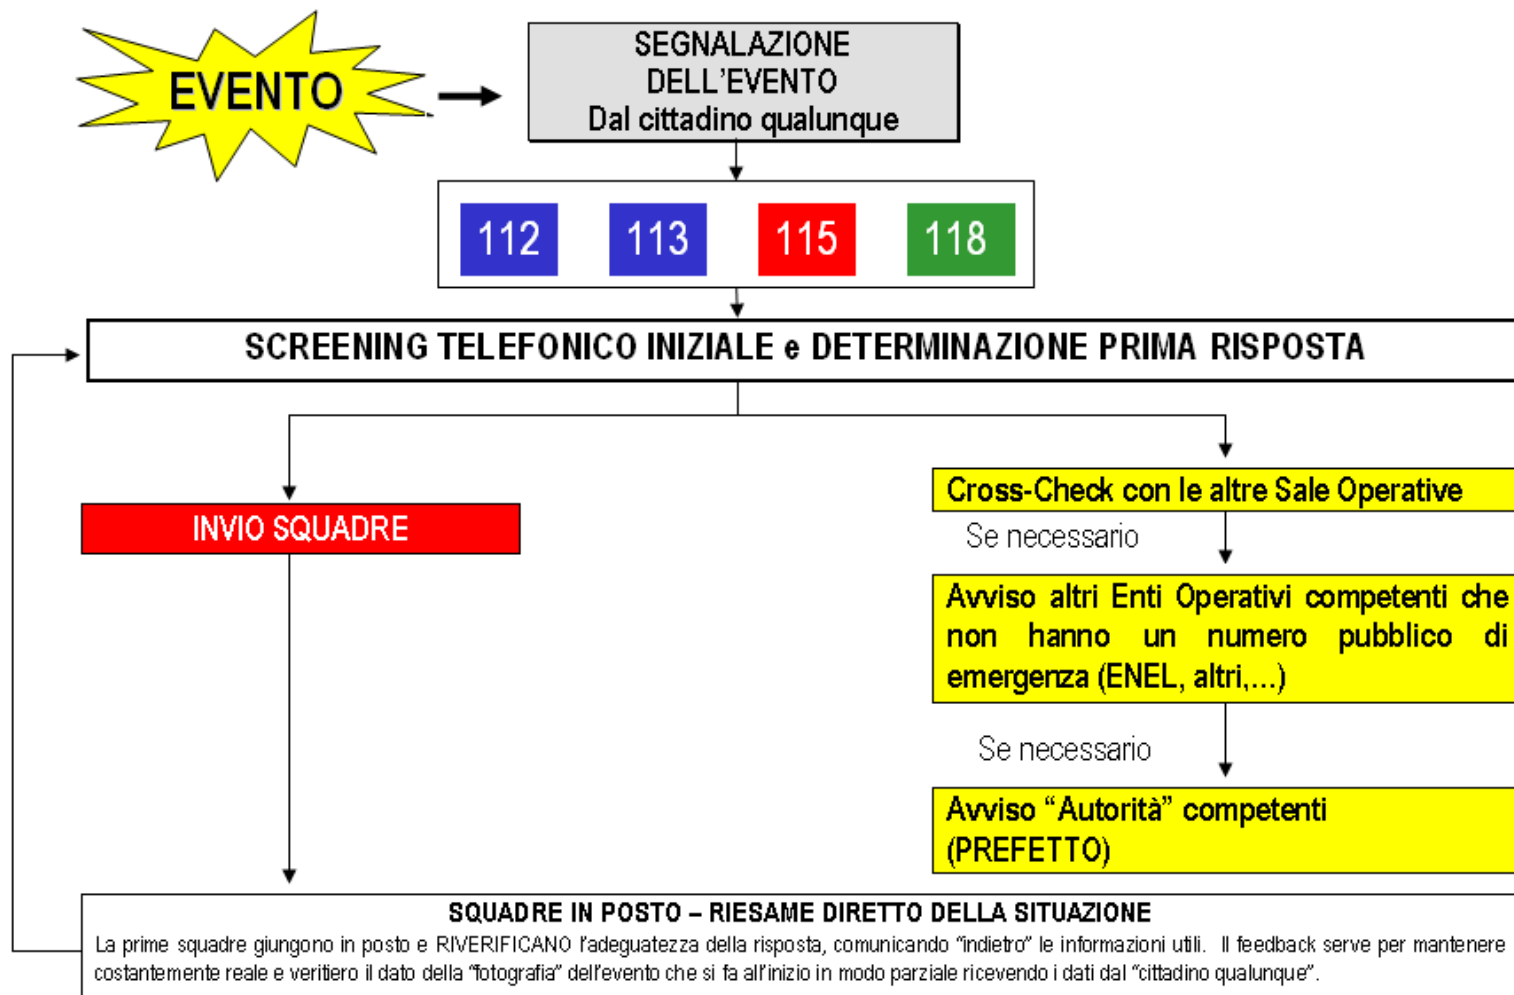 EVENTO
SEGNALAZIONE
DELL'EVENTO
Dal cittadino qualunque
112
113
115
118
SCREENING TELEFONICO INIZIALE e DETERMINAZIONE PRIMA RISPOSTA
INVIO SQUADRE
Cross-Check con le altre Sale Operative
Se necessario
Avviso altri Enti Operativi competenti che
non hanno un numero pubblico di
emergenza (ENEL, altri,...)
Se necessario
Avviso “Autorità” competenti
(PREFETTO)
SQUADRE IN POSTO – RIESAME DIRETTO DELLA SITUAZIONE
La prime squadre giungono in posto e RIVERIFICANO l'adeguatezza della risposta, comunicando “indietro” le informazioni utili. Il feedback serve per mantenere
costantemente reale e veritiero il dato della “fotografia” dell'evento che si fa all'inizio in modo parziale ricevendo i dati dal “cittadino qualunque”.